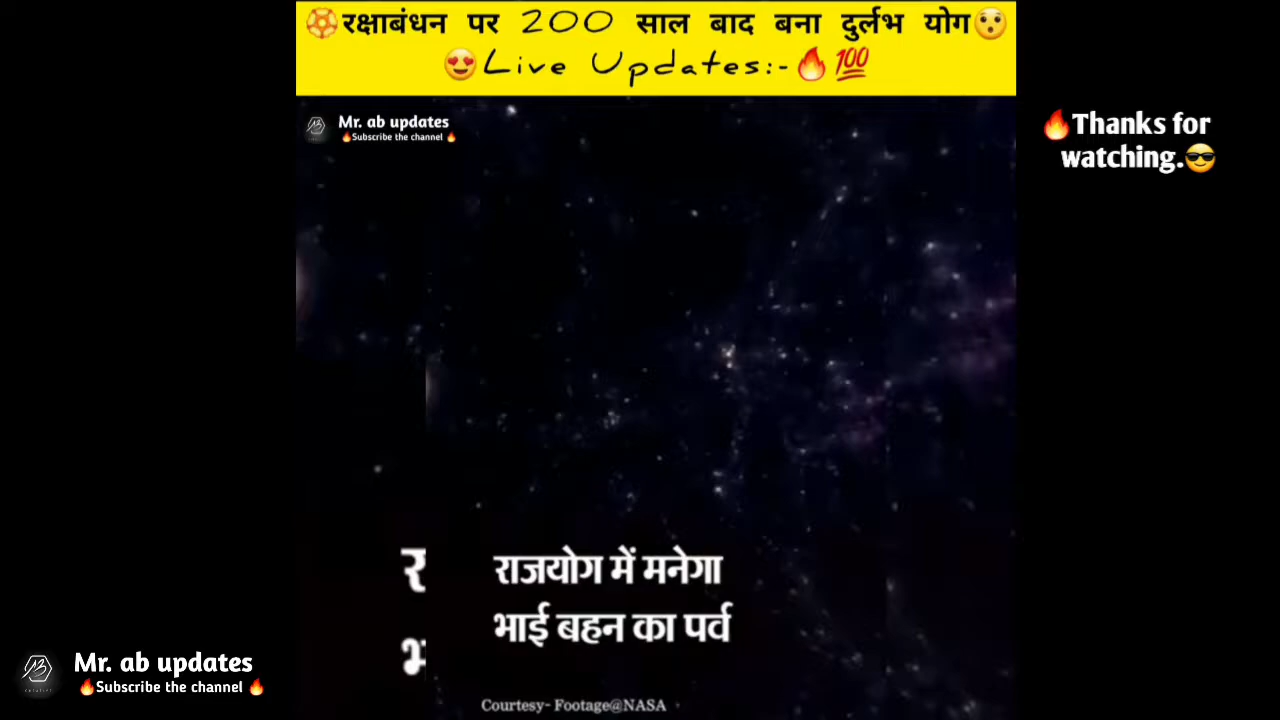 रक्षाबंधन पर 200 साल बाद बना दुर्लभ योग
Live Updates:-💯
Mr. ab updates
Subscribe the channel
Thanks for
watching.
राजयोग में मनेगा
भाई बहन का पर्व
Courtesy- Footage@NASA
Mr. ab updates
Subscribe the channel